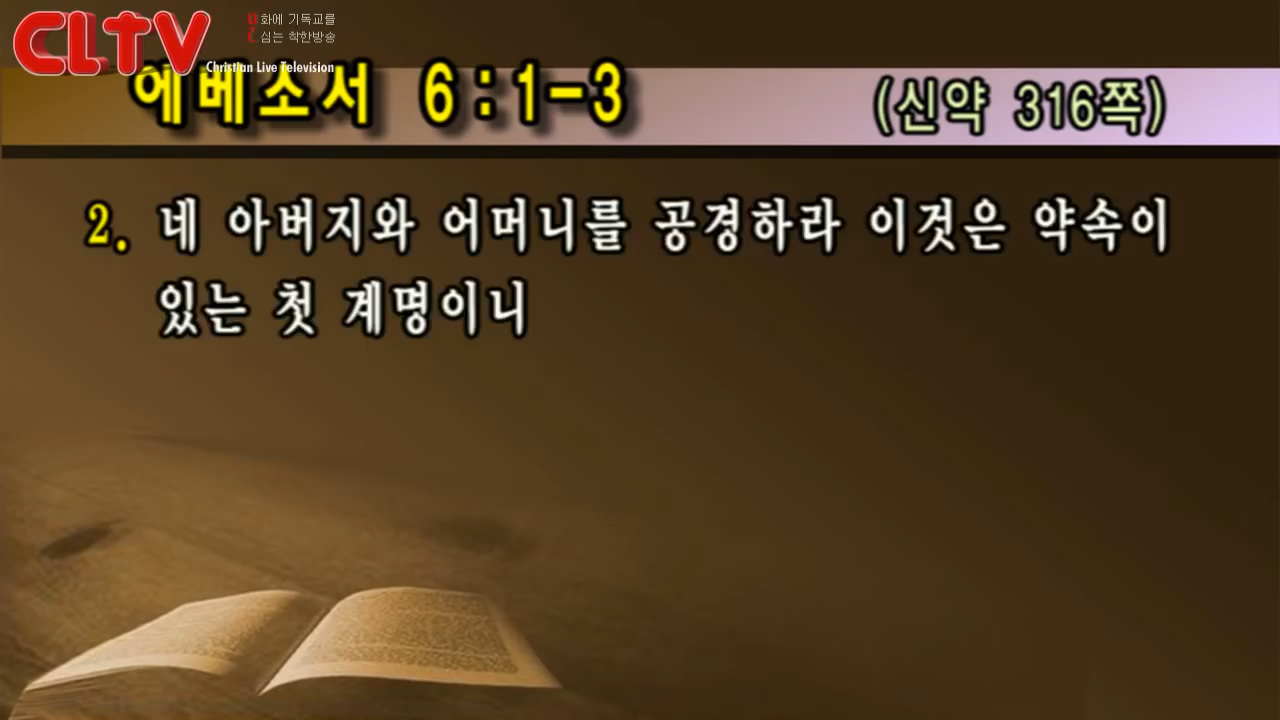 CLTV
문화에 기독교를
심는 착한방송
Christian Live Television
에베소서 6:1-3
(신약 316쪽)
2. 네 아버지와 어머니를 공경하라 이것은 약속이
있는 첫 계명이니